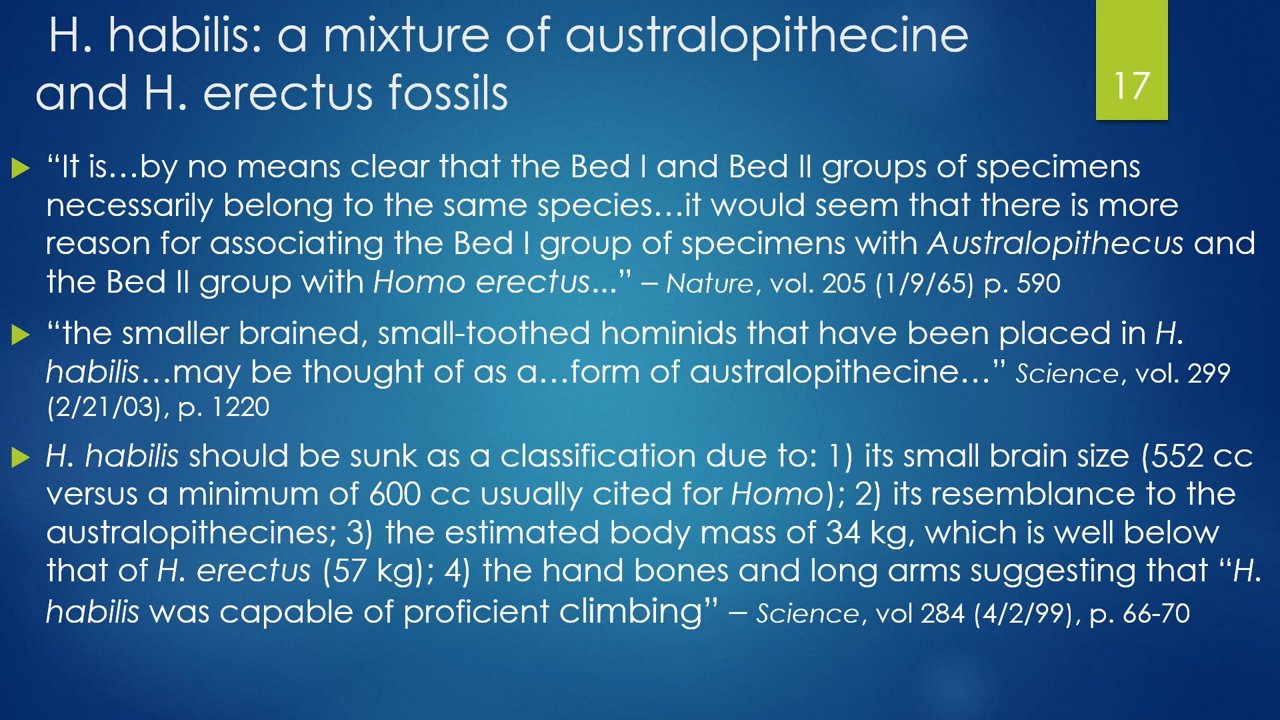 H. habilis: a mixture of australopithecine
and H. erectus fossils
17
“It is…by no means clear that the Bed I and Bed II groups of specimens
necessarily belong to the same species…it would seem that there is more
reason for associating the Bed I group of specimens with Australopithecus and
the Bed II group with Homo erectus...” – Nature, vol. 205 (1/9/65) p. 590
“the smaller brained, small-toothed hominids that have been placed in H.
habilis…may be thought of as a…form of australopithecine…” Science, vol. 299
(2/21/03), p. 1220
H. habilis should be sunk as a classification due to: 1) its small brain size (552 cc
versus a minimum of 600 cc usually cited for Homo); 2) its resemblance to the
australopithecines; 3) the estimated body mass of 34 kg, which is well below
that of H. erectus (57 kg); 4) the hand bones and long arms suggesting that “H.
habilis was capable of proficient climbing” – Science, vol 284 (4/2/99), p. 66-70